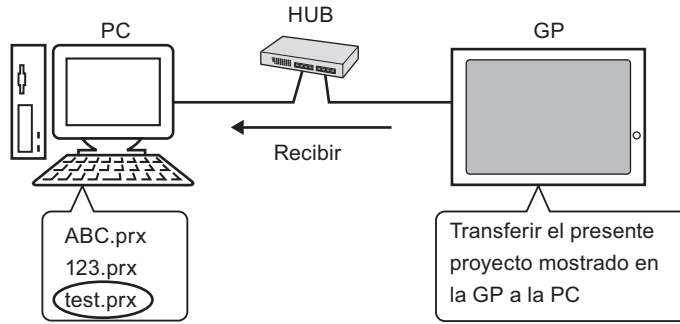 PC
HUB
GP
Recibir
ABC.prx
123.prx
test.prx
Transferir el presente
proyecto mostrado en
la GP a la PC